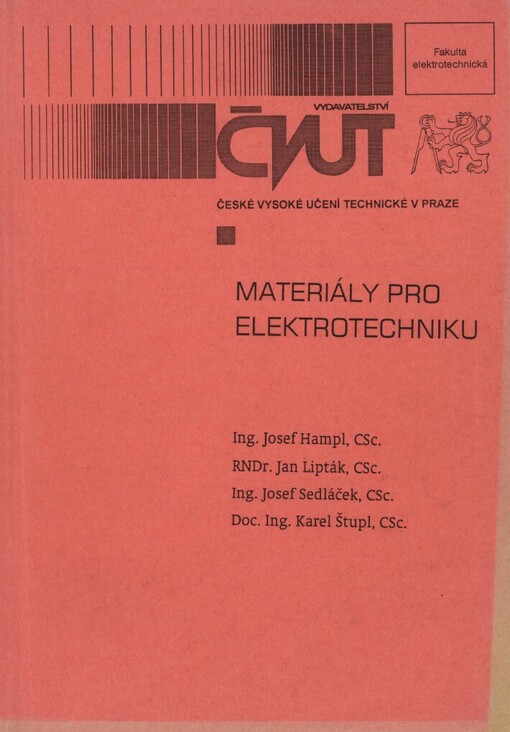 Fakulta
elektrotechnická
VYDAVATELSTVÍ
ČVUT
ČESKÉ VYSOKÉ UČENÍ TECHNICKÉ V PRAZE
MATERIÁLY PRO
ELEKTROTECHNIKU
Ing. Josef Hampl, CSc.
RNDr. Jan Lipták, CSc.
Ing. Josef Sedláček, CSc.
Doc. Ing. Karel Štupl, CSc.